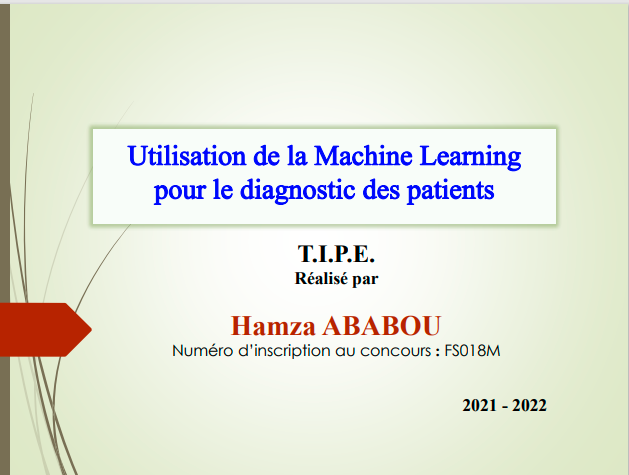 Utilisation de la Machine Learning
pour le diagnostic des patients
T.I.P.E.
Réalisé par
Hamza ABABOU
Numéro d'inscription au concours : FS018M
2021 - 2022